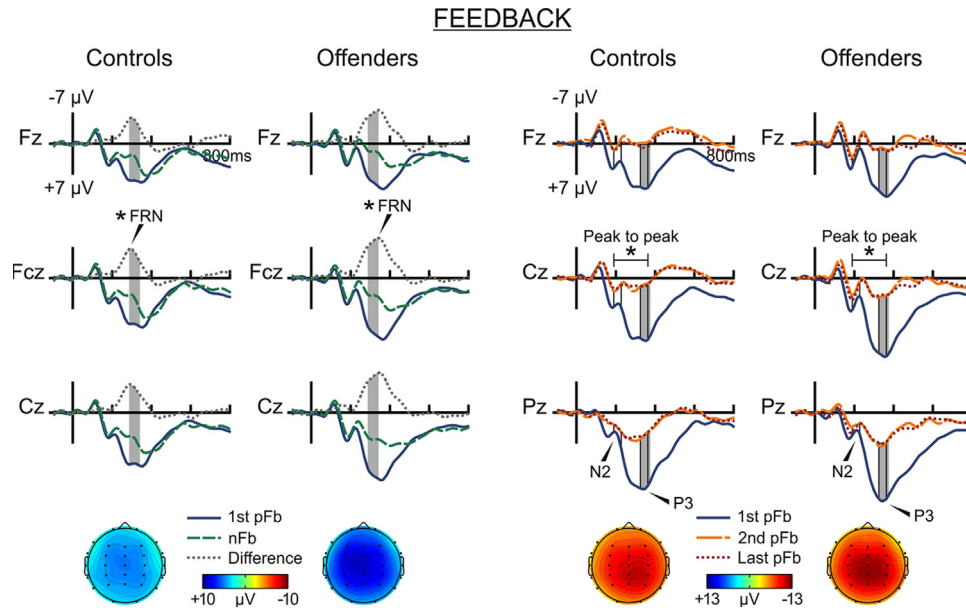 FEEDBACK
Controls
Offenders
Controls
Offenders
-7 µV
Fz
800ms
+7 µV
Fz
-7 µV
Fz
800ms
+7 µV
Fz
* FRN
Fcz
* FRN
Fcz
Peak to peak
*
Cz
Peak to peak
*
Cz
Cz
Cz
Pz
N2
P3
Pz
N2
P3
1st pFb
nFb
Difference
+10 µV -10
1st pFb
2nd pFb
Last pFb
+13 µV -13